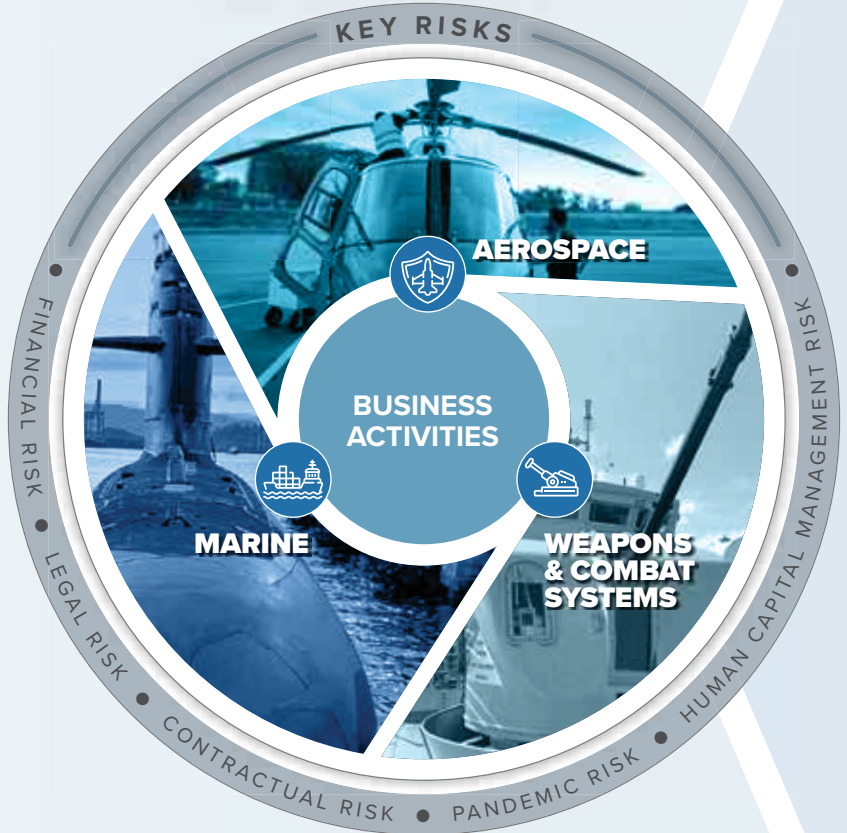 KEY RISKS
AEROSPACE
BUSINESS
ACTIVITIES
MARINE
WEAPONS
& COMBAT
SYSTEMS
FINANCIAL RISK
LEGAL RISK
CONTRACTUAL RISK
PANDEMIC RISK
HUMAN CAPITAL MANAGEMENT RISK